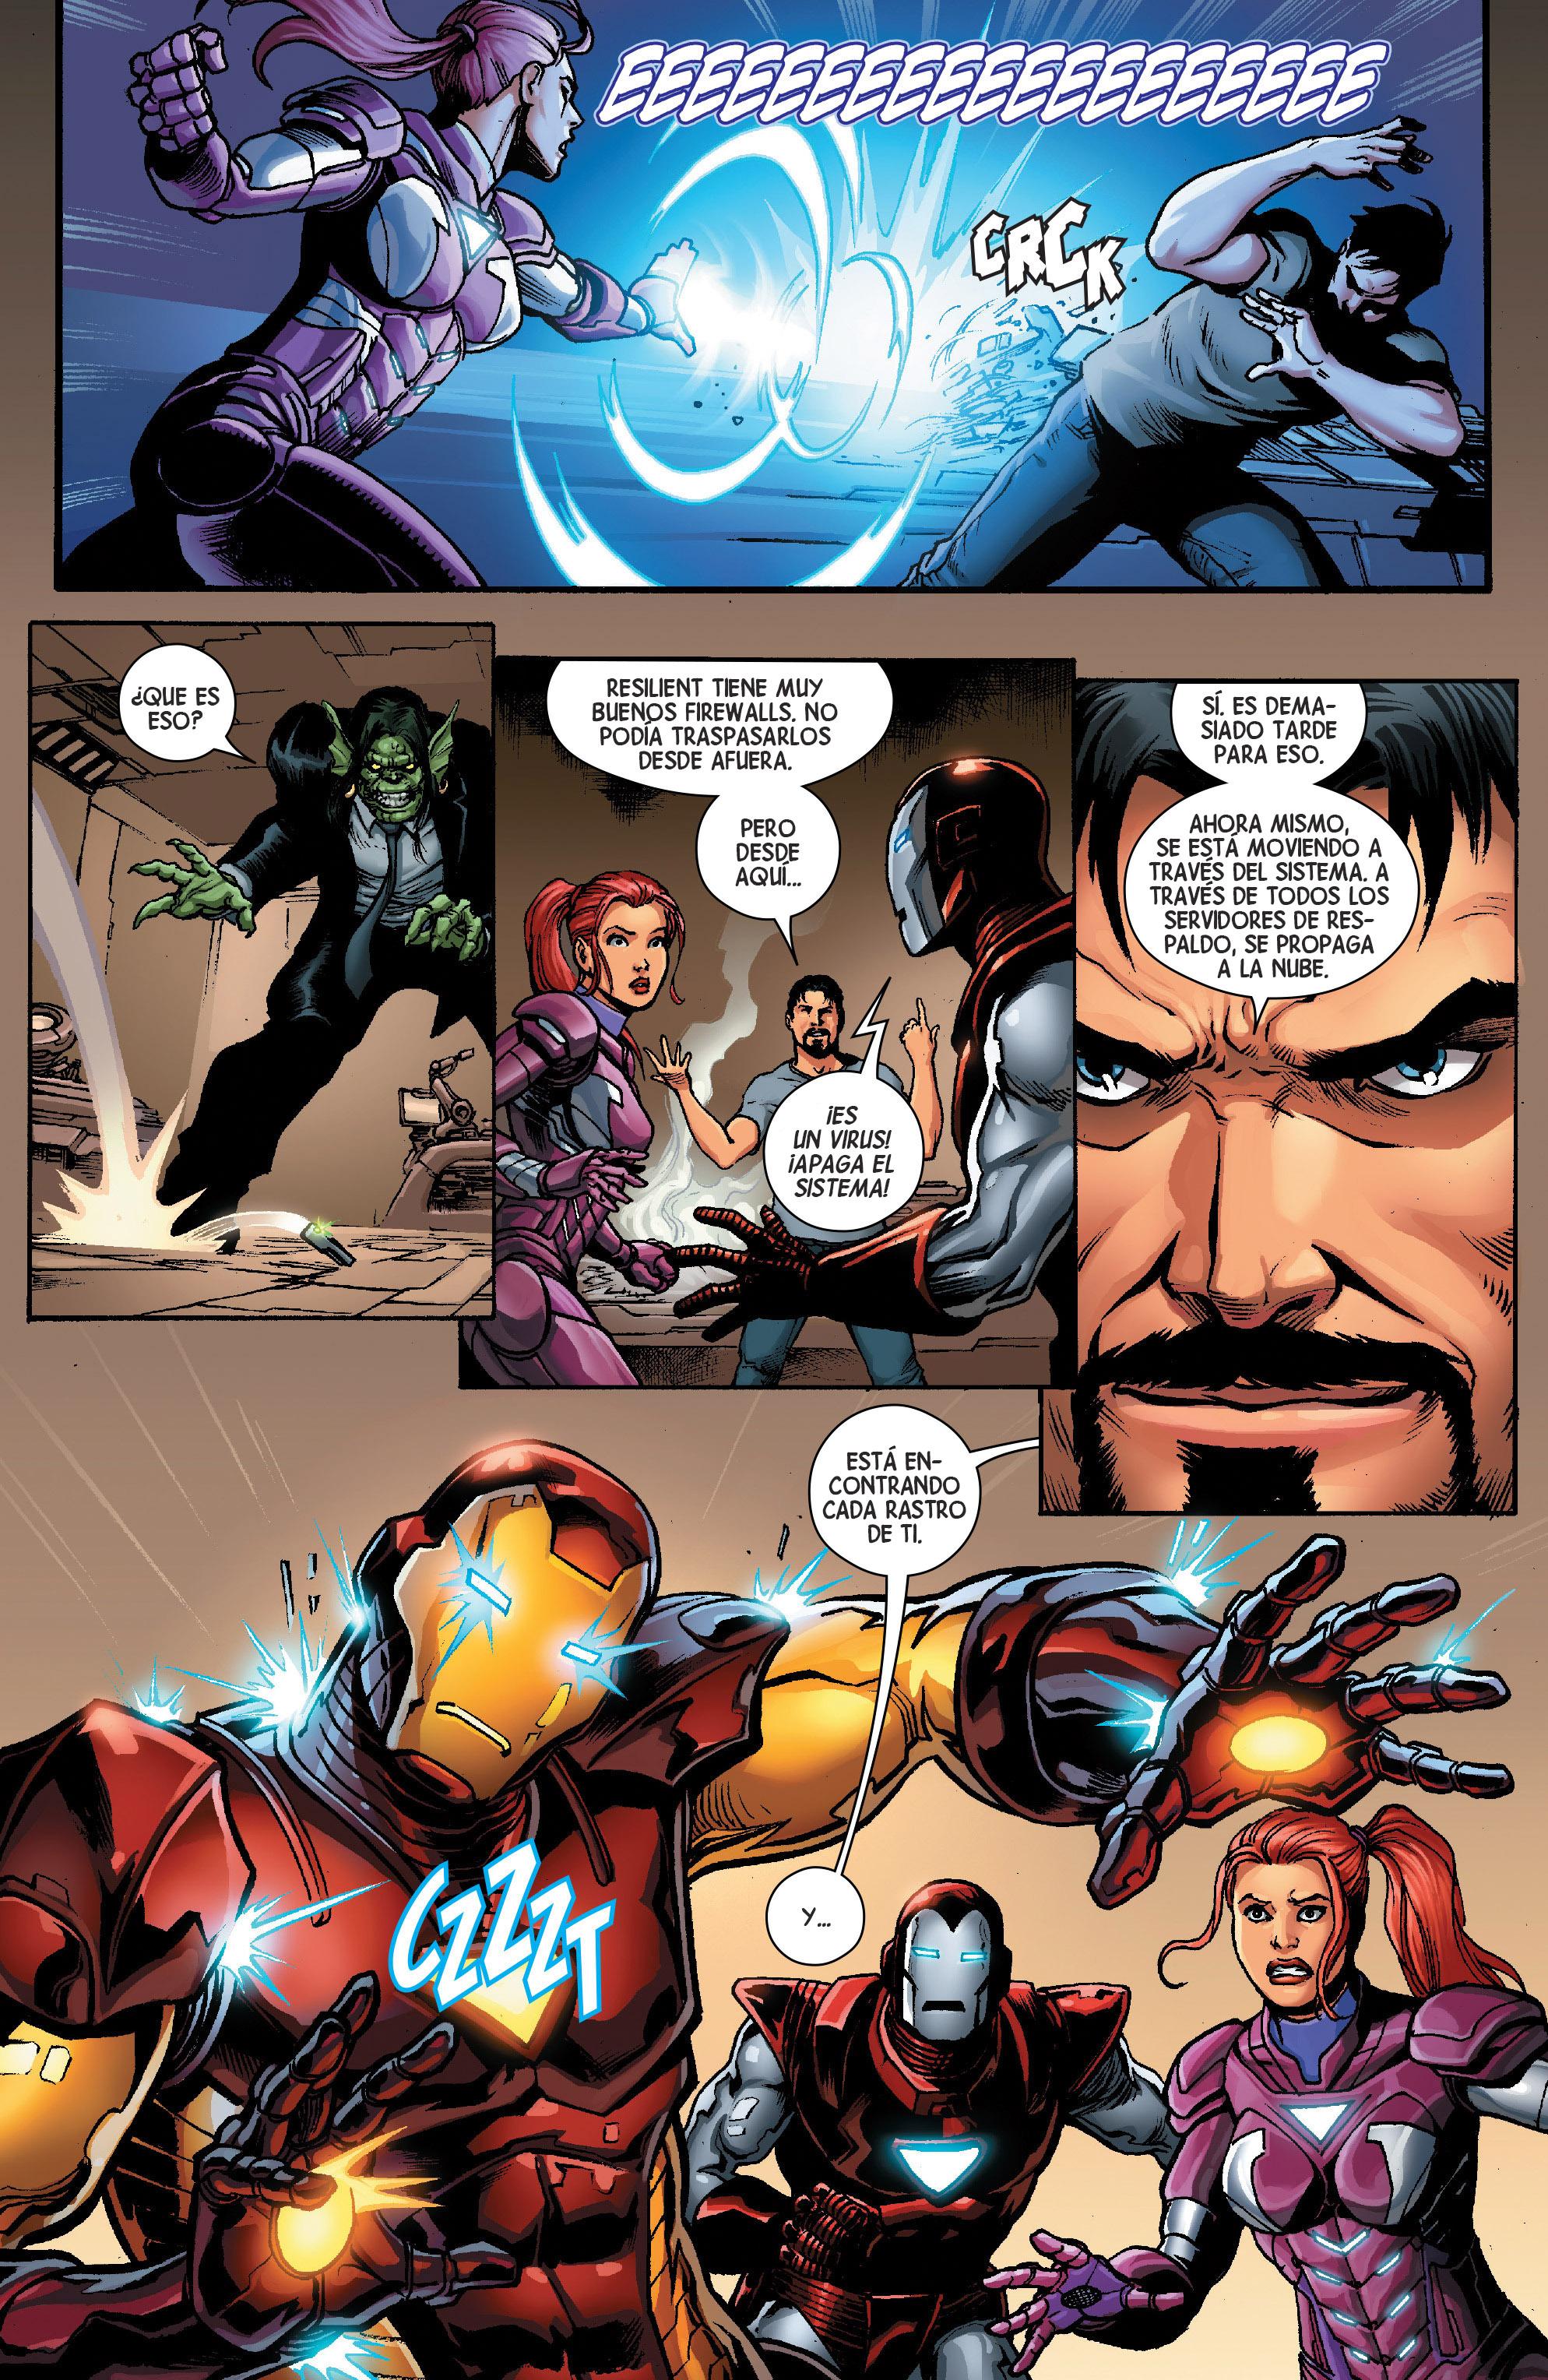 EEEEEEEEEEEEEEEEEEE
CRCK
¿QUE ES
ESO?
RESILIENT TIENE MUY
BUENOS FIREWALLS. NO
PODÍA TRASPASARLOS
DESDE AFUERA.
PERO
DESDE
AQUÍ...
¡ES
UN VIRUS!
¡APAGA EL
SISTEMA!
SÍ. ES DEMA-
SIADO TARDE
PARA ESO.
AHORA MISMO,
SE ESTÁ MOVIENDO A
TRAVÉS DEL SISTEMA. A
TRAVÉS DE TODOS LOS
SERVIDORES DE RES-
PALDO, SE PROPAGA
A LA NUBE.
ESTÁ EN-
CONTRANDO
CADA RASTRO
DE TI.
Y...
CZZZZT